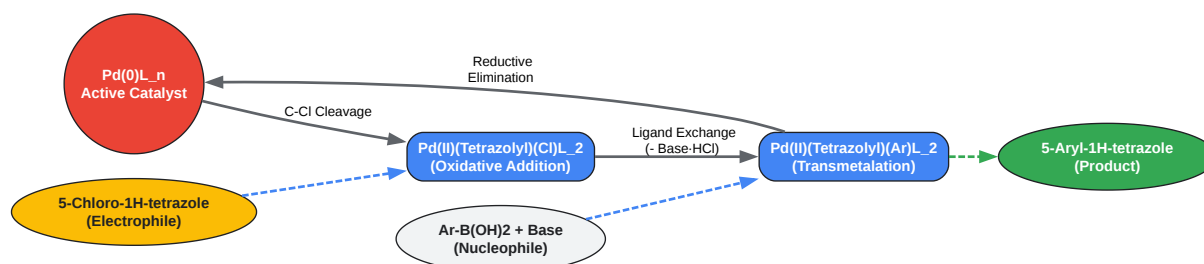 Reductive
Elimination
Pd(0)L_n
Active Catalyst
C-Cl Cleavage
Pd(II)(Tetrazolyl)(Cl)L_2
(Oxidative Addition)
Ligand Exchange
(- Base·HCl)
Pd(II)(Tetrazolyl)(Ar)L_2
(Transmetalation)
5-Aryl-1H-tetrazole
(Product)
5-Chloro-1H-tetrazole
(Electrophile)
Ar-B(OH)2 + Base
(Nucleophile)